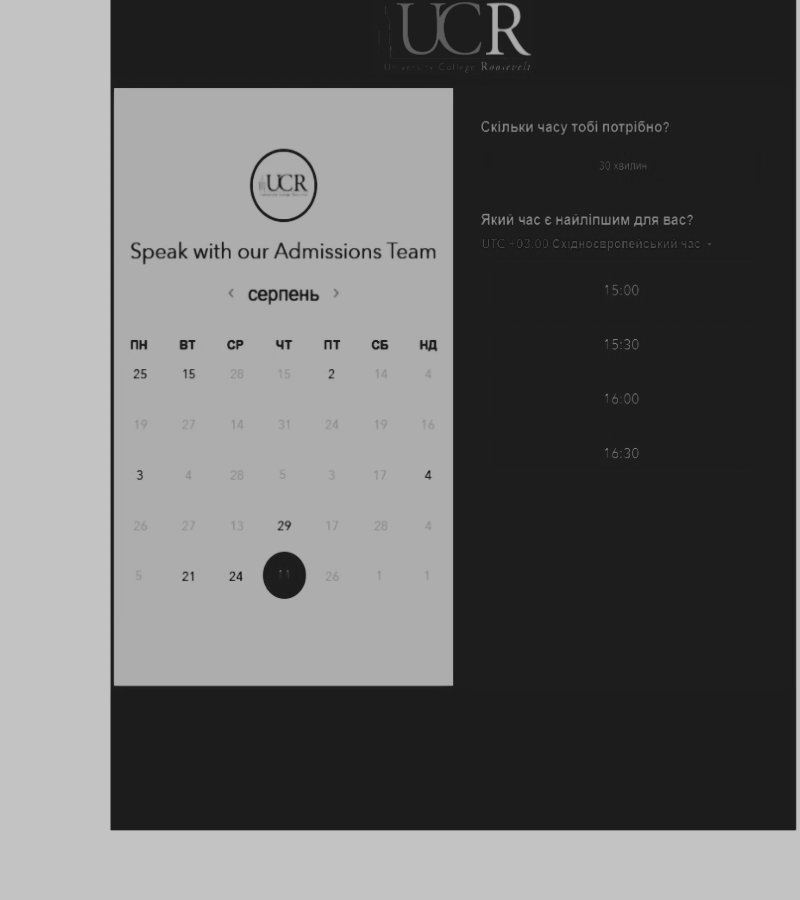 UCR
University College Roosevelt
UCR
Speak with our Admissions Team
< серпень >
ПН ВТ СР ЧТ ПТ СБ НД
25 15 28 15 2 14 4
19 27 14 31 24 19 16
3 4 28 5 3 17 4
26 27 13 29 17 28 4
5 21 24 11 26 1 1
Скільки часу тобі потрібно?
30 хвилин
Який час є найліпшим для вас?
UTC +03:00 Східноєвропейський час
15:00
15:30
16:00
16:30